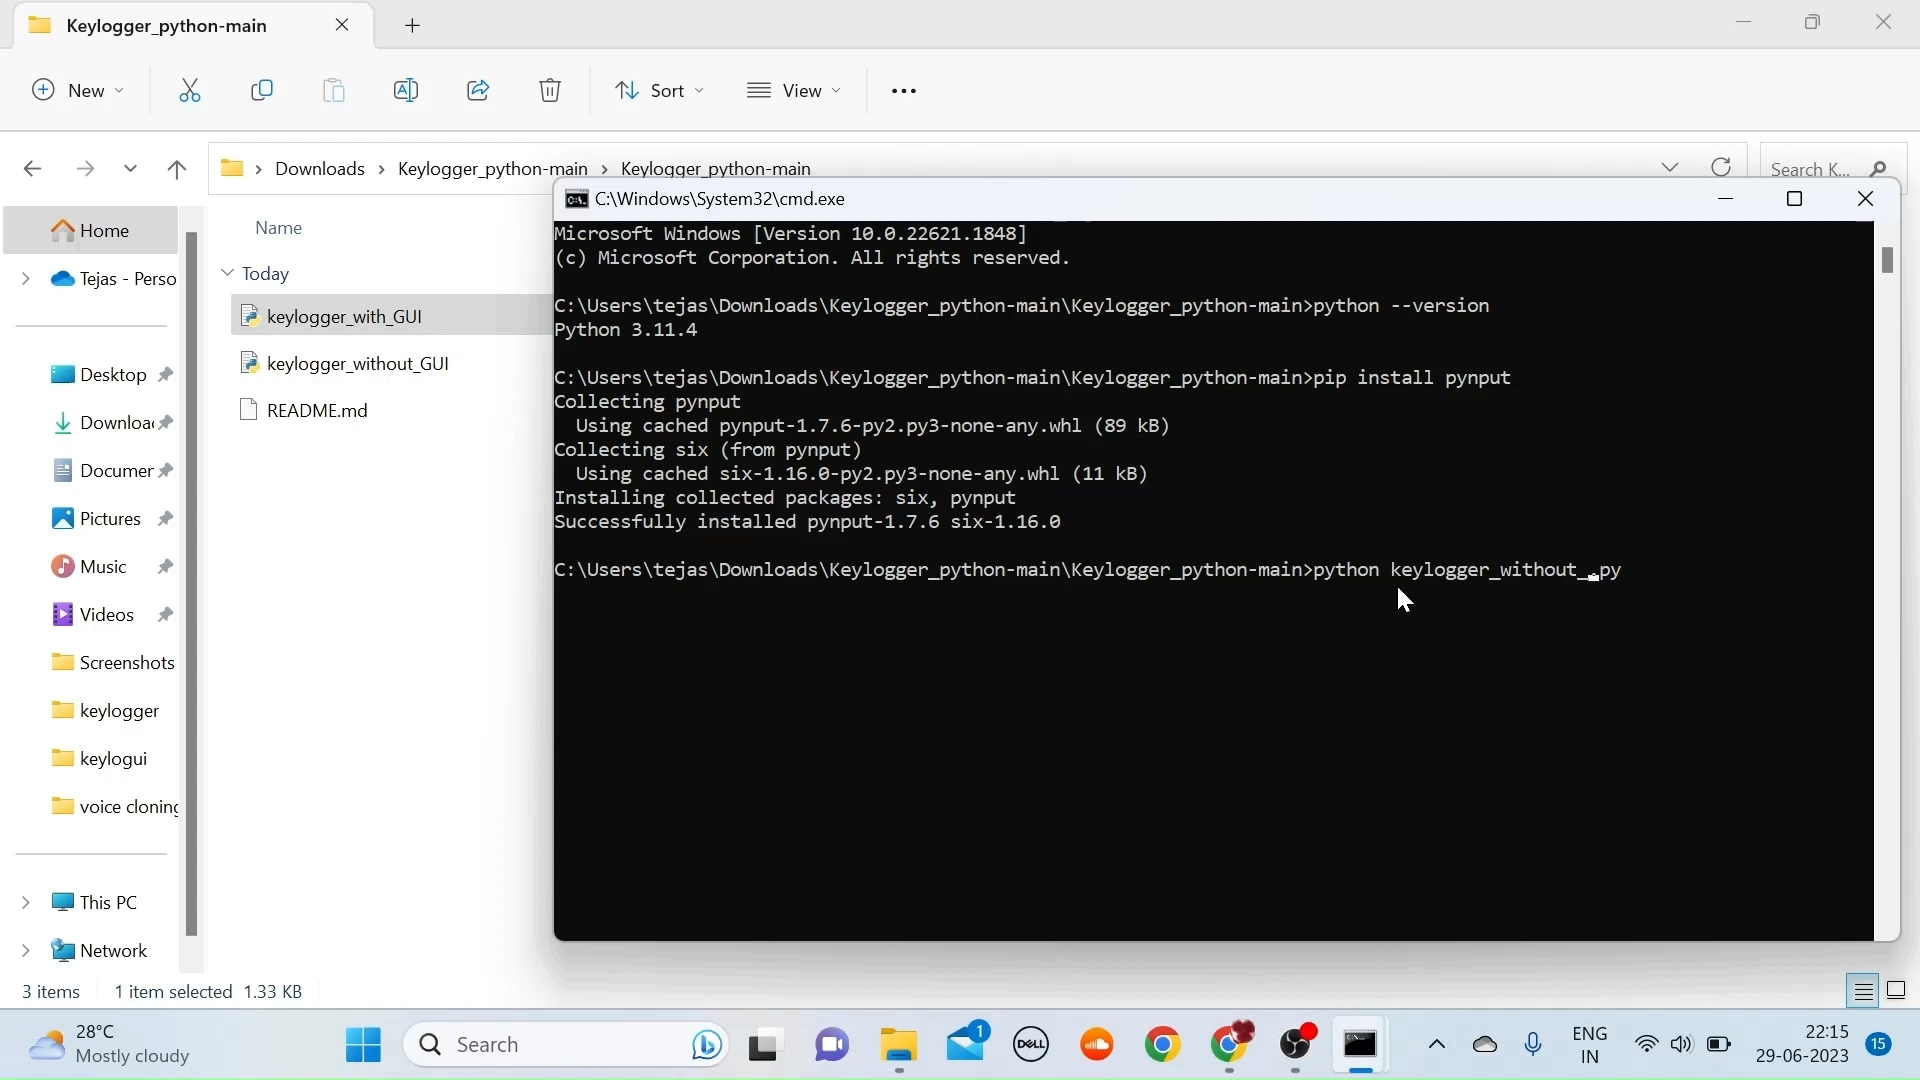 Keylogger_python-main
New
Sort
View
Downloads
Keylogger_python-main
Keylogger_python-main
Search K...
C:\Windows\System32\cmd.exe
Home
Tejas - Perso
Desktop
Downloa
Documer
Pictures
Music
Videos
Screenshots
keylogger
keylogui
voice cloning
This PC
Network
Name
Today
keylogger_with_GUI
keylogger_without_GUI
README.md
Microsoft Windows [Version 10.0.22621.1848]
(c) Microsoft Corporation. All rights reserved.
C:\Users\tejas\Downloads\Keylogger_python-main\Keylogger_python-main>python --version
Python 3.11.4
C:\Users\tejas\Downloads\Keylogger_python-main\Keylogger_python-main>pip install pynput
Collecting pynput
Using cached pynput-1.7.6-py2.py3-none-any.whl (89 kB)
Collecting six (from pynput)
Using cached six-1.16.0-py2.py3-none-any.whl (11 kB)
Installing collected packages: six, pynput
Successfully installed pynput-1.7.6 six-1.16.0
C:\Users\tejas\Downloads\Keylogger_python-main\Keylogger_python-main>python keylogger_without_.py
3 items
1 item selected 1.33 KB
28°C
Mostly cloudy
Search
1
DELL
ENG
IN
22:15
29-06-2023
15